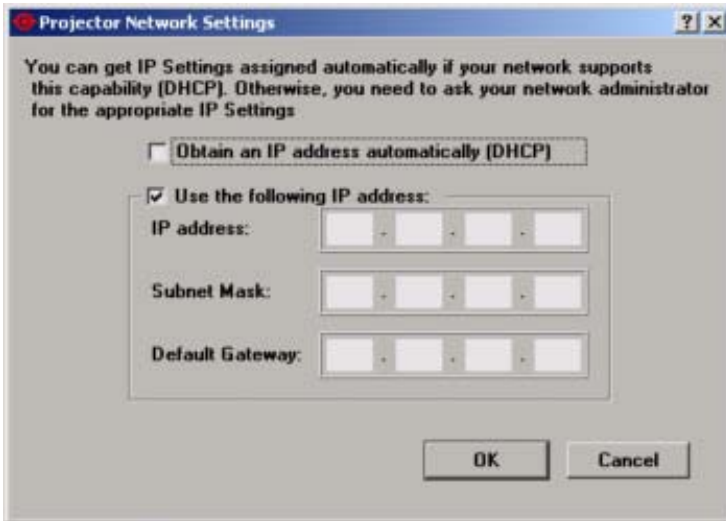 Projector Network Settings
You can get IP Settings assigned automatically if your network supports
this capability (DHCP). Otherwise, you need to ask your network administrator
for the appropriate IP Settings
Obtain an IP address automatically (DHCP)
Use the following IP address:
IP address: . . .
Subnet Mask: . . .
Default Gateway: . . .
OK Cancel